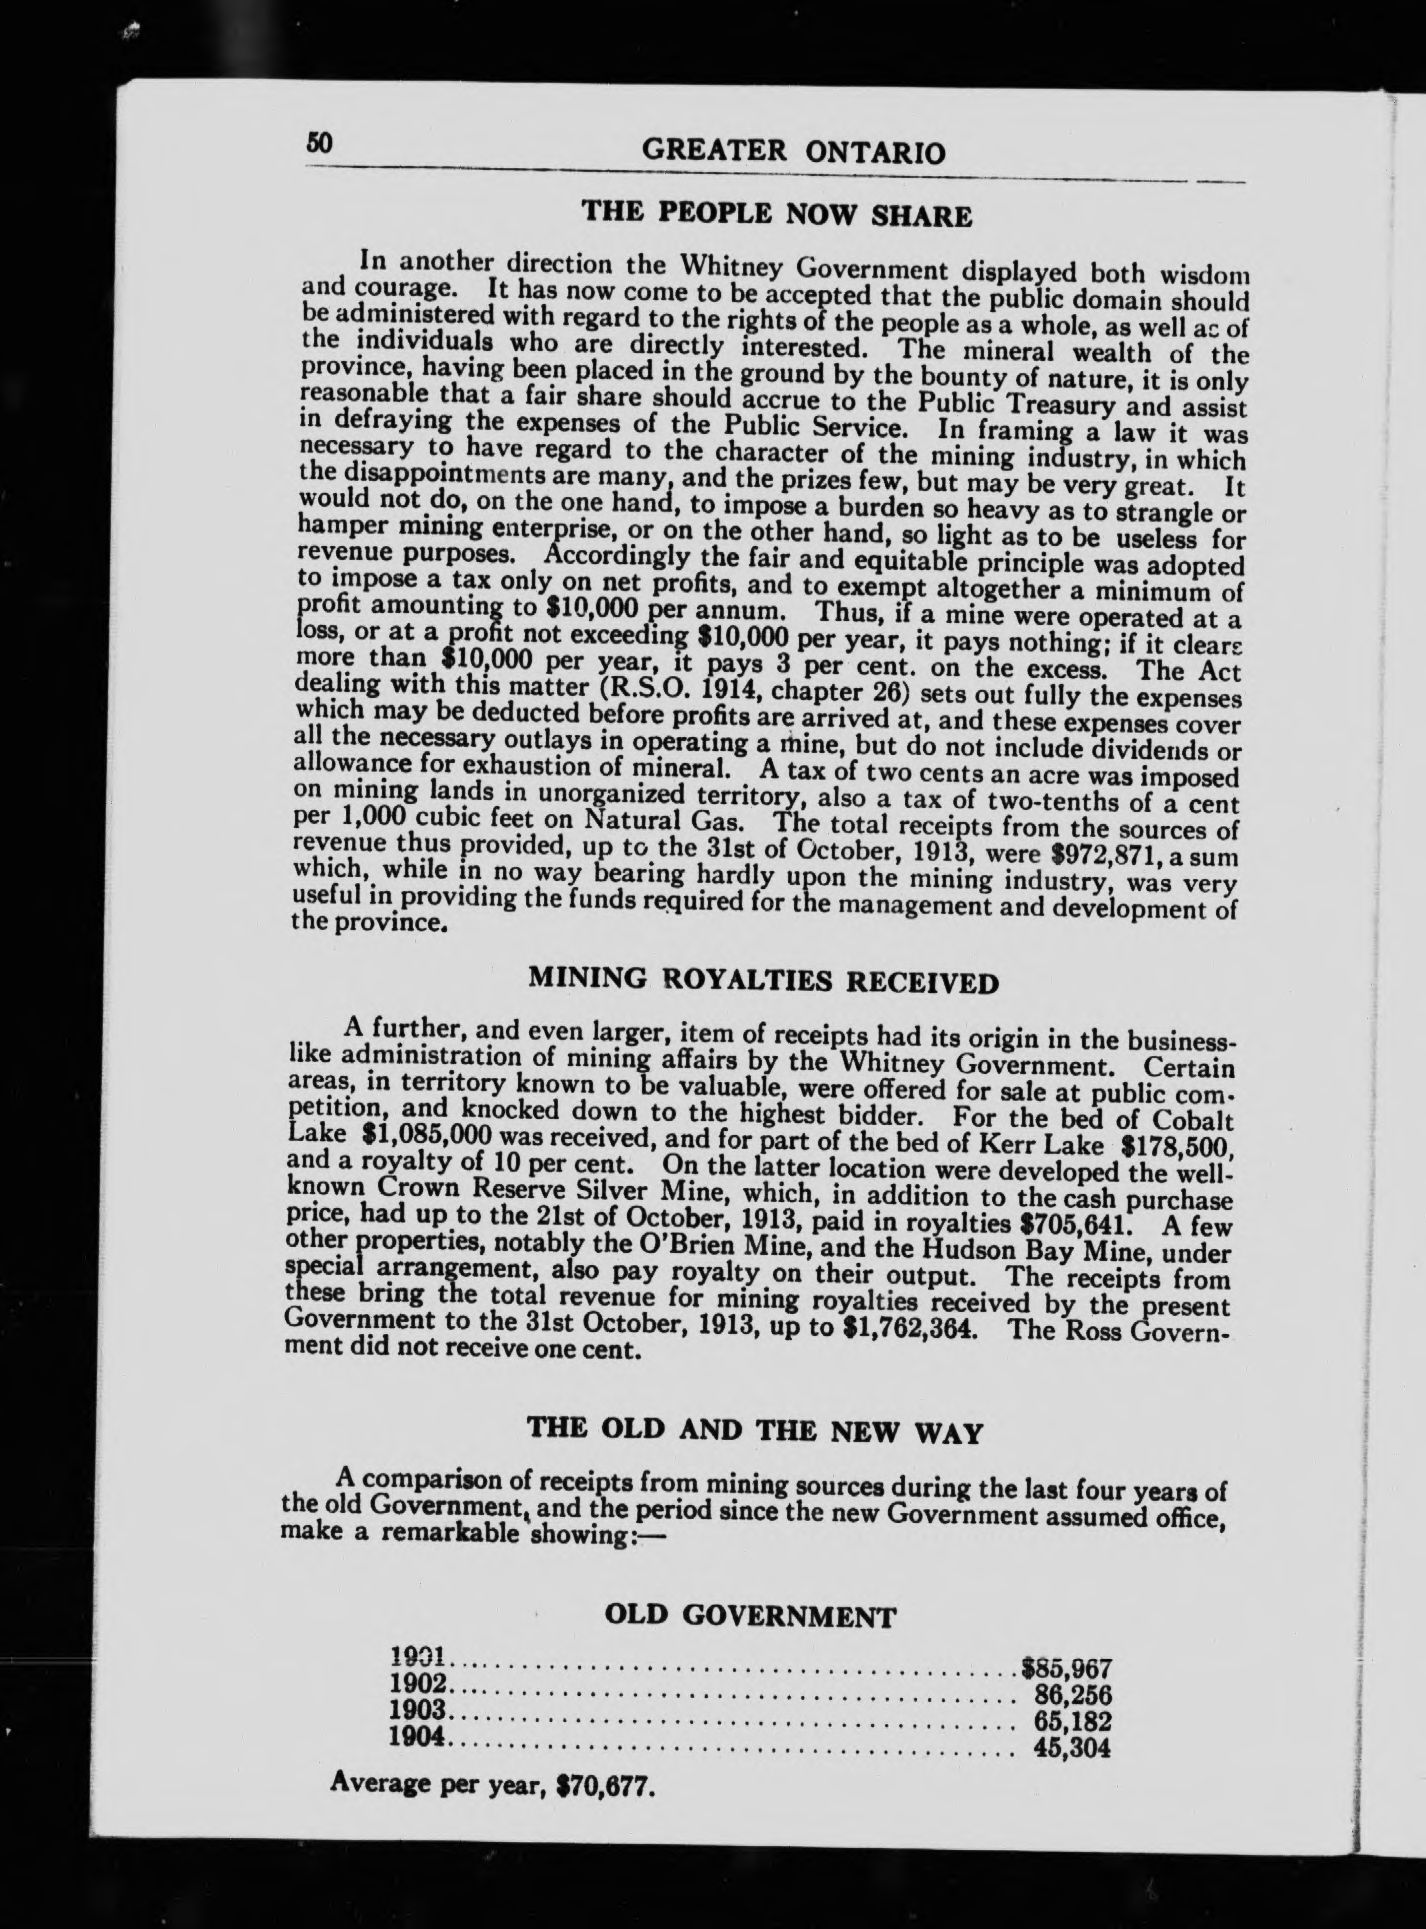 50
GREATER ONTARIO
THE PEOPLE NOW SHARE
In another direction the Whitney Government displayed both wisdom
and courage. It has now come to be accepted that the public domain should
be administered with regard to the rights of the people as a whole, as well as of
the individuals who are directly interested. The mineral wealth of the
province, having been placed in the ground by the bounty of nature, it is only
reasonable that a fair share should accrue to the Public Treasury and assist
in defraying the expenses of the Public Service. In framing a law it was
necessary to have regard to the character of the mining industry, in which
the disappointments are many, and the prizes few, but may be very great. It
would not do, on the one hand, to impose a burden so heavy as to strangle or
hamper mining enterprise, or on the other hand, so light as to be useless for
revenue purposes. Accordingly the fair and equitable principle was adopted
to impose a tax only on net profits, and to exempt altogether a minimum of
profit amounting to $10,000 per annum. Thus, if a mine were operated at a
loss, or at a profit not exceeding $10,000 per year, it pays nothing; if it clears
more than $10,000 per year, it pays 3 per cent. on the excess. The Act
dealing with this matter (R.S.O. 1914, chapter 26) sets out fully the expenses
which may be deducted before profits are arrived at, and these expenses cover
all the necessary outlays in operating a mine, but do not include dividends or
allowance for exhaustion of mineral. A tax of two cents an acre was imposed
on mining lands in unorganized territory, also a tax of two-tenths of a cent
per 1,000 cubic feet on Natural Gas. The total receipts from the sources of
revenue thus provided, up to the 31st of October, 1913, were $972,871, a sum
which, while in no way bearing hardly upon the mining industry, was very
useful in providing the funds required for the management and development of
the province.
MINING ROYALTIES RECEIVED
A further, and even larger, item of receipts had its origin in the business-
like administration of mining affairs by the Whitney Government. Certain
areas, in territory known to be valuable, were offered for sale at public com-
petition, and knocked down to the highest bidder. For the bed of Cobalt
Lake $1,085,000 was received, and for part of the bed of Kerr Lake $178,500,
and a royalty of 10 per cent. On the latter location were developed the well-
known Crown Reserve Silver Mine, which, in addition to the cash purchase
price, had up to the 21st of October, 1913, paid in royalties $705,641. A few
other properties, notably the O'Brien Mine, and the Hudson Bay Mine, under
special arrangement, also pay royalty on their output. The receipts from
these bring the total revenue for mining royalties received by the present
Government to the 31st October, 1913, up to $1,762,364. The Ross Govern-
ment did not receive one cent.
THE OLD AND THE NEW WAY
A comparison of receipts from mining sources during the last four years of
the old Government, and the period since the new Government assumed office,
make a remarkable showing:—
OLD GOVERNMENT
1901.............................................$85,967
1902............................................. 86,256
1903............................................. 65,182
1904............................................. 45,304
Average per year, $70,677.